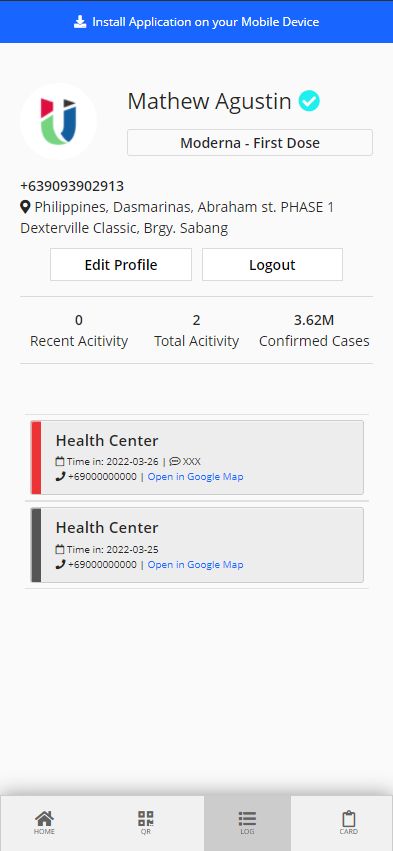 Install Application on your Mobile Device
Mathew Agustin
Moderna - First Dose
+639093902913
Philippines, Dasmarinas, Abraham st. PHASE 1
Dexterville Classic, Brgy. Sabang
Edit Profile Logout
0 2 3.62M
Recent Acitivity Total Acitivity Confirmed Cases
Health Center
Time in: 2022-03-26 | XXX
+69000000000 | Open in Google Map
Health Center
Time in: 2022-03-25
+69000000000 | Open in Google Map
HOME QR LOG CARD